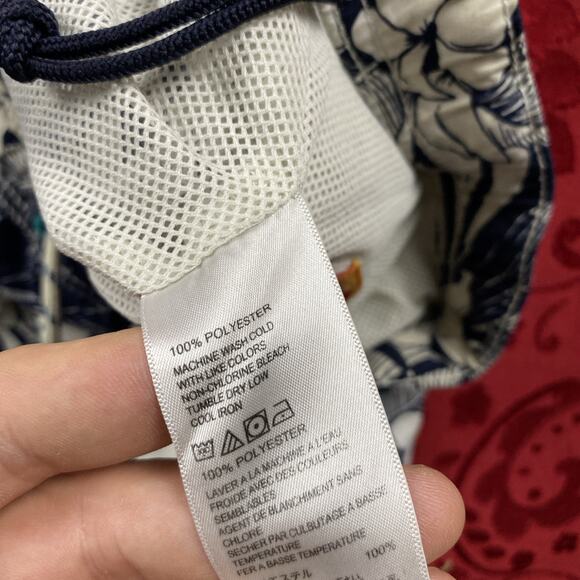 100% POLYESTER
MACHINE WASH COLD
WITH LIKE COLORS
NON-CHLORINE BLEACH
TUMBLE DRY LOW
COOL IRON
100% POLYESTER
LAVER A LA MACHINE A L'EAU
FROIDE AVEC DES COULEURS
SEMBLABLES
AGENT DE BLANCHIMENT SANS
CHLORE
SECHER PAR CULBUTAGE A BASSE
TEMPERATURE
A BASSE TEMPERATURE
100%